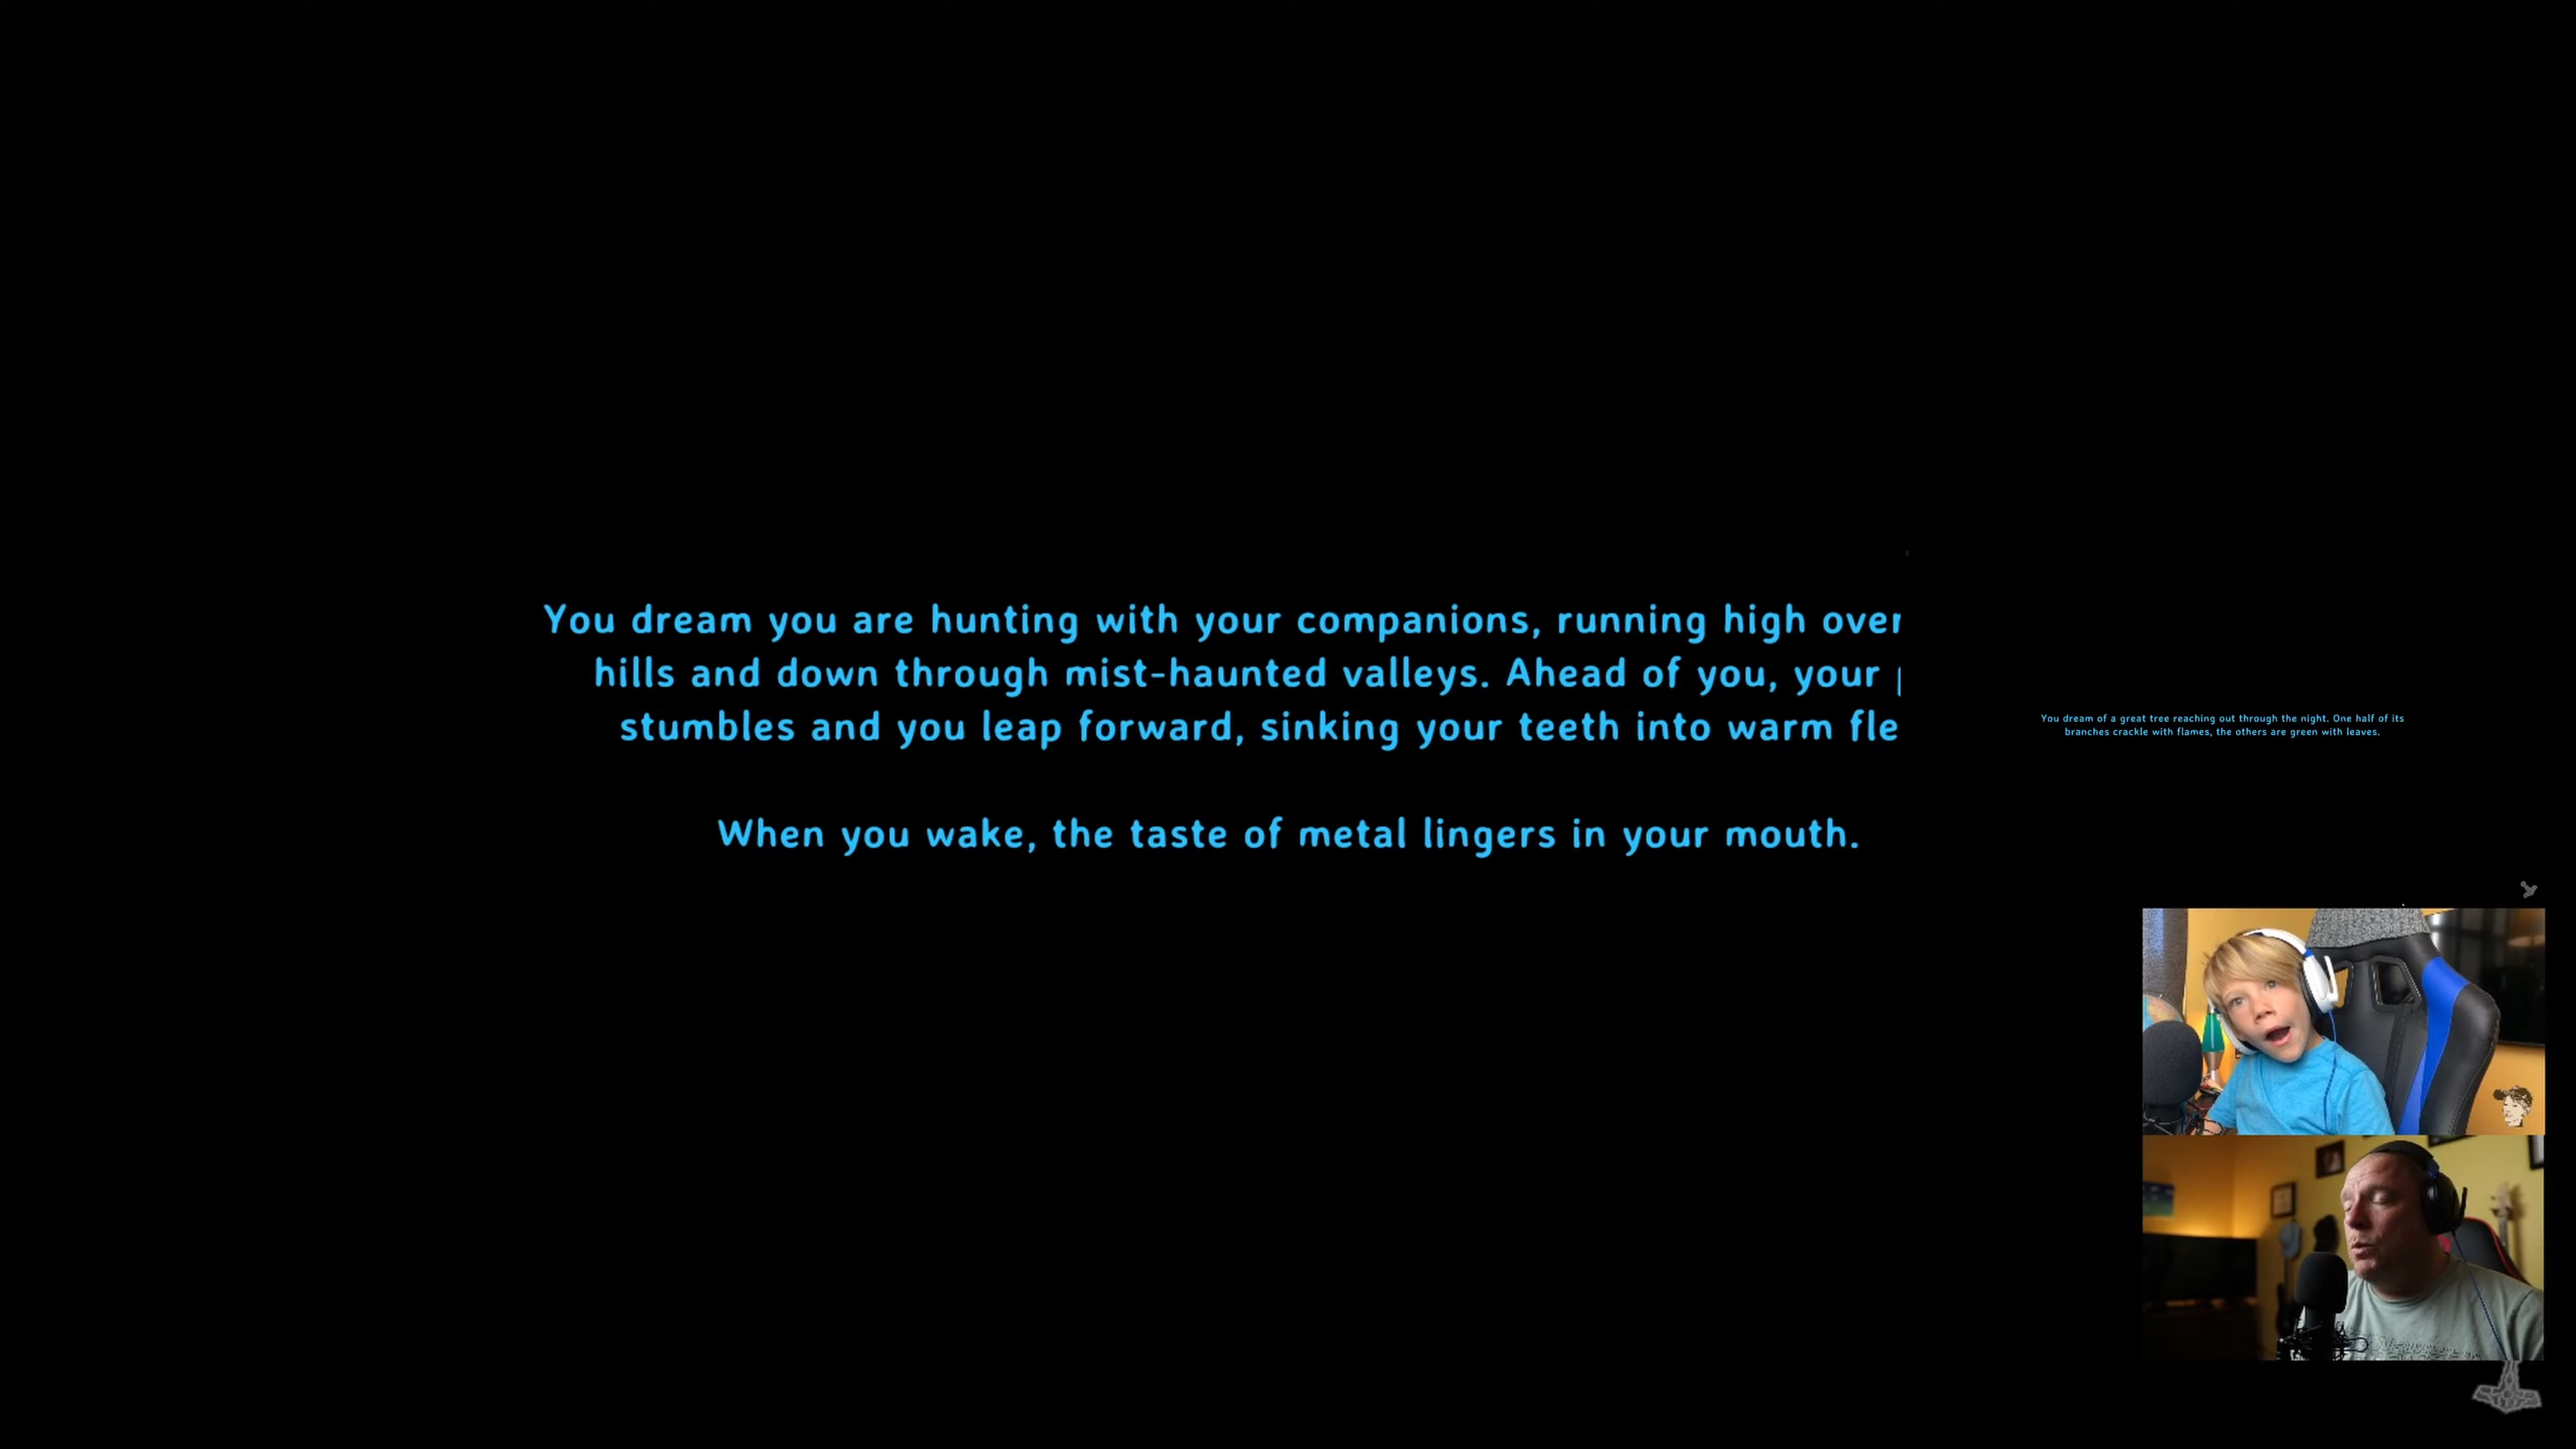 You dream you are hunting with your companions, running high over
hills and down through mist-haunted valleys. Ahead of you, your
stumbles and you leap forward, sinking your teeth into warm fle
When you wake, the taste of metal lingers in your mouth.
You dream of a great tree reaching out through the night. One half of its
branches crackle with flames, the others are green with leaves.